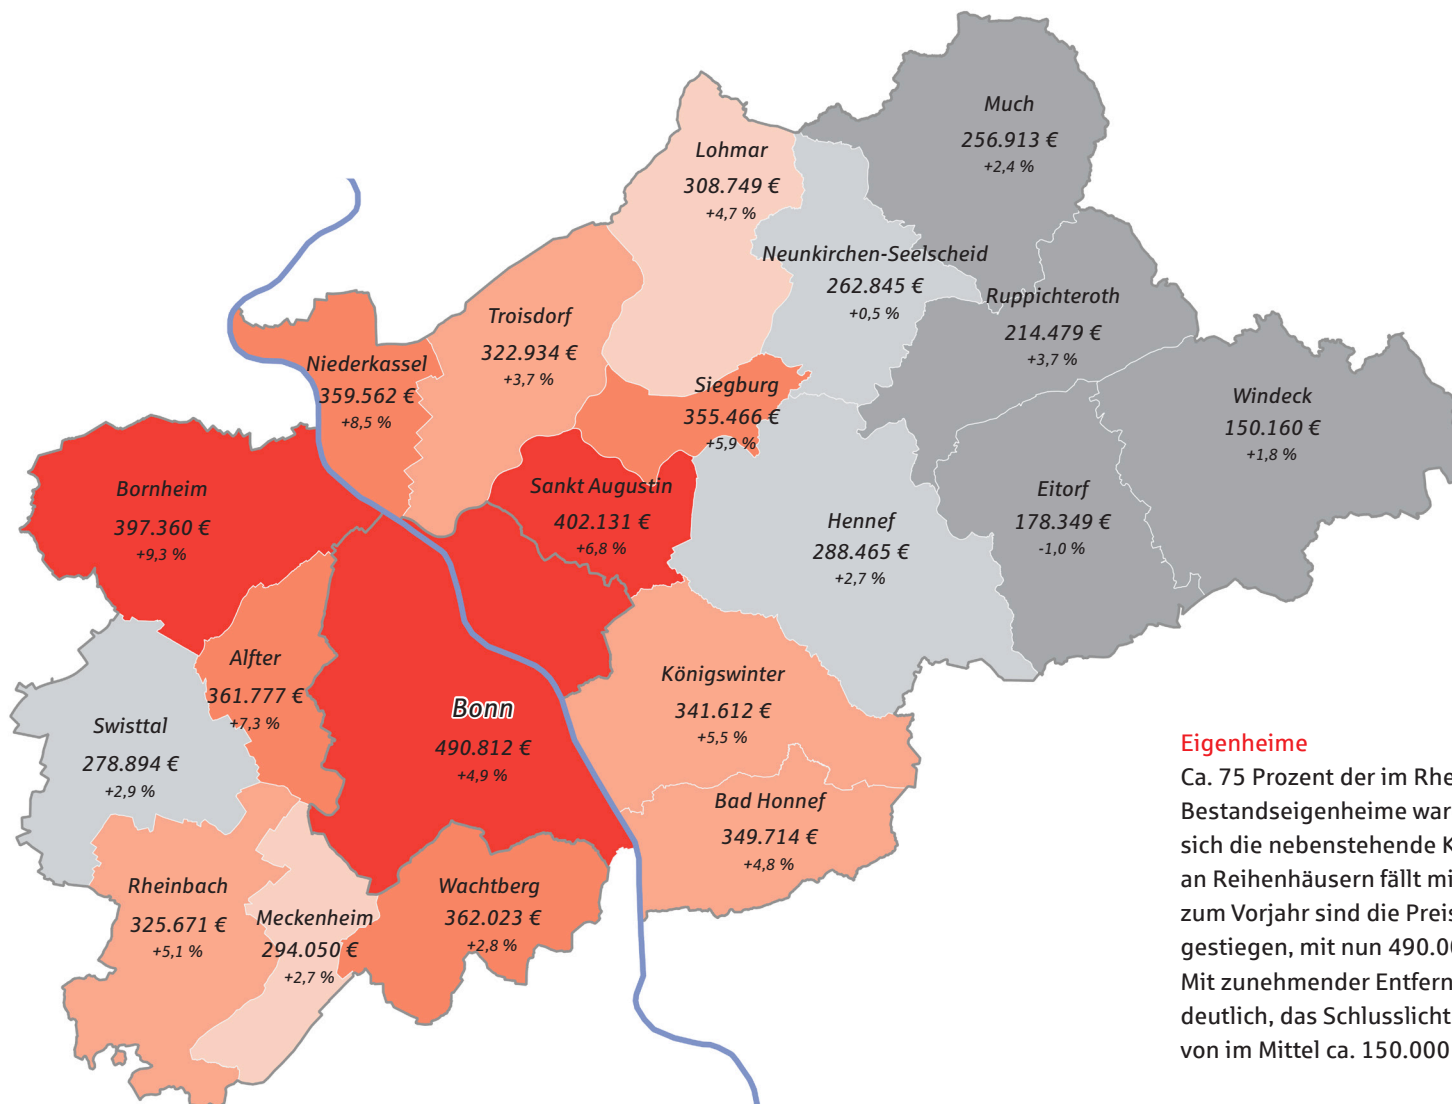 Much
256.913 €
+2,4 %
Lohmar
308.749 €
+4,7 %
Neunkirchen-Seelscheid
262.845 €
+0,5 %
Ruppichteroth
214.479 €
+3,7 %
Troisdorf
322.934 €
+3,7 %
Niederkassel
359.562 €
+8,5 %
Siegburg
355.466 €
+5,9 %
Windeck
150.160 €
+1,8 %
Bornheim
397.360 €
+9,3 %
Sankt Augustin
402.131 €
+6,8 %
Hennef
288.465 €
+2,7 %
Eitorf
178.349 €
-1,0 %
Alfter
361.777 €
+7,3 %
Königswinter
341.612 €
+5,5 %
Swisttal
278.894 €
+2,9 %
Bonn
490.812 €
+4,9 %
Bad Honnef
349.714 €
+4,8 %
Rheinbach
325.671 €
+5,1 %
Meckenheim
294.050 €
+2,7 %
Wachtberg
362.023 €
+2,8 %
Eigenheime
Ca. 75 Prozent der im Rhe
Bestandseigenheime war
sich die nebenstehende K
an Reihenhäusern fällt mi
zum Vorjahr sind die Preis
gestiegen, mit nun 490.00
Mit zunehmender Entfern
deutlich, das Schlusslicht
von im Mittel ca. 150.000